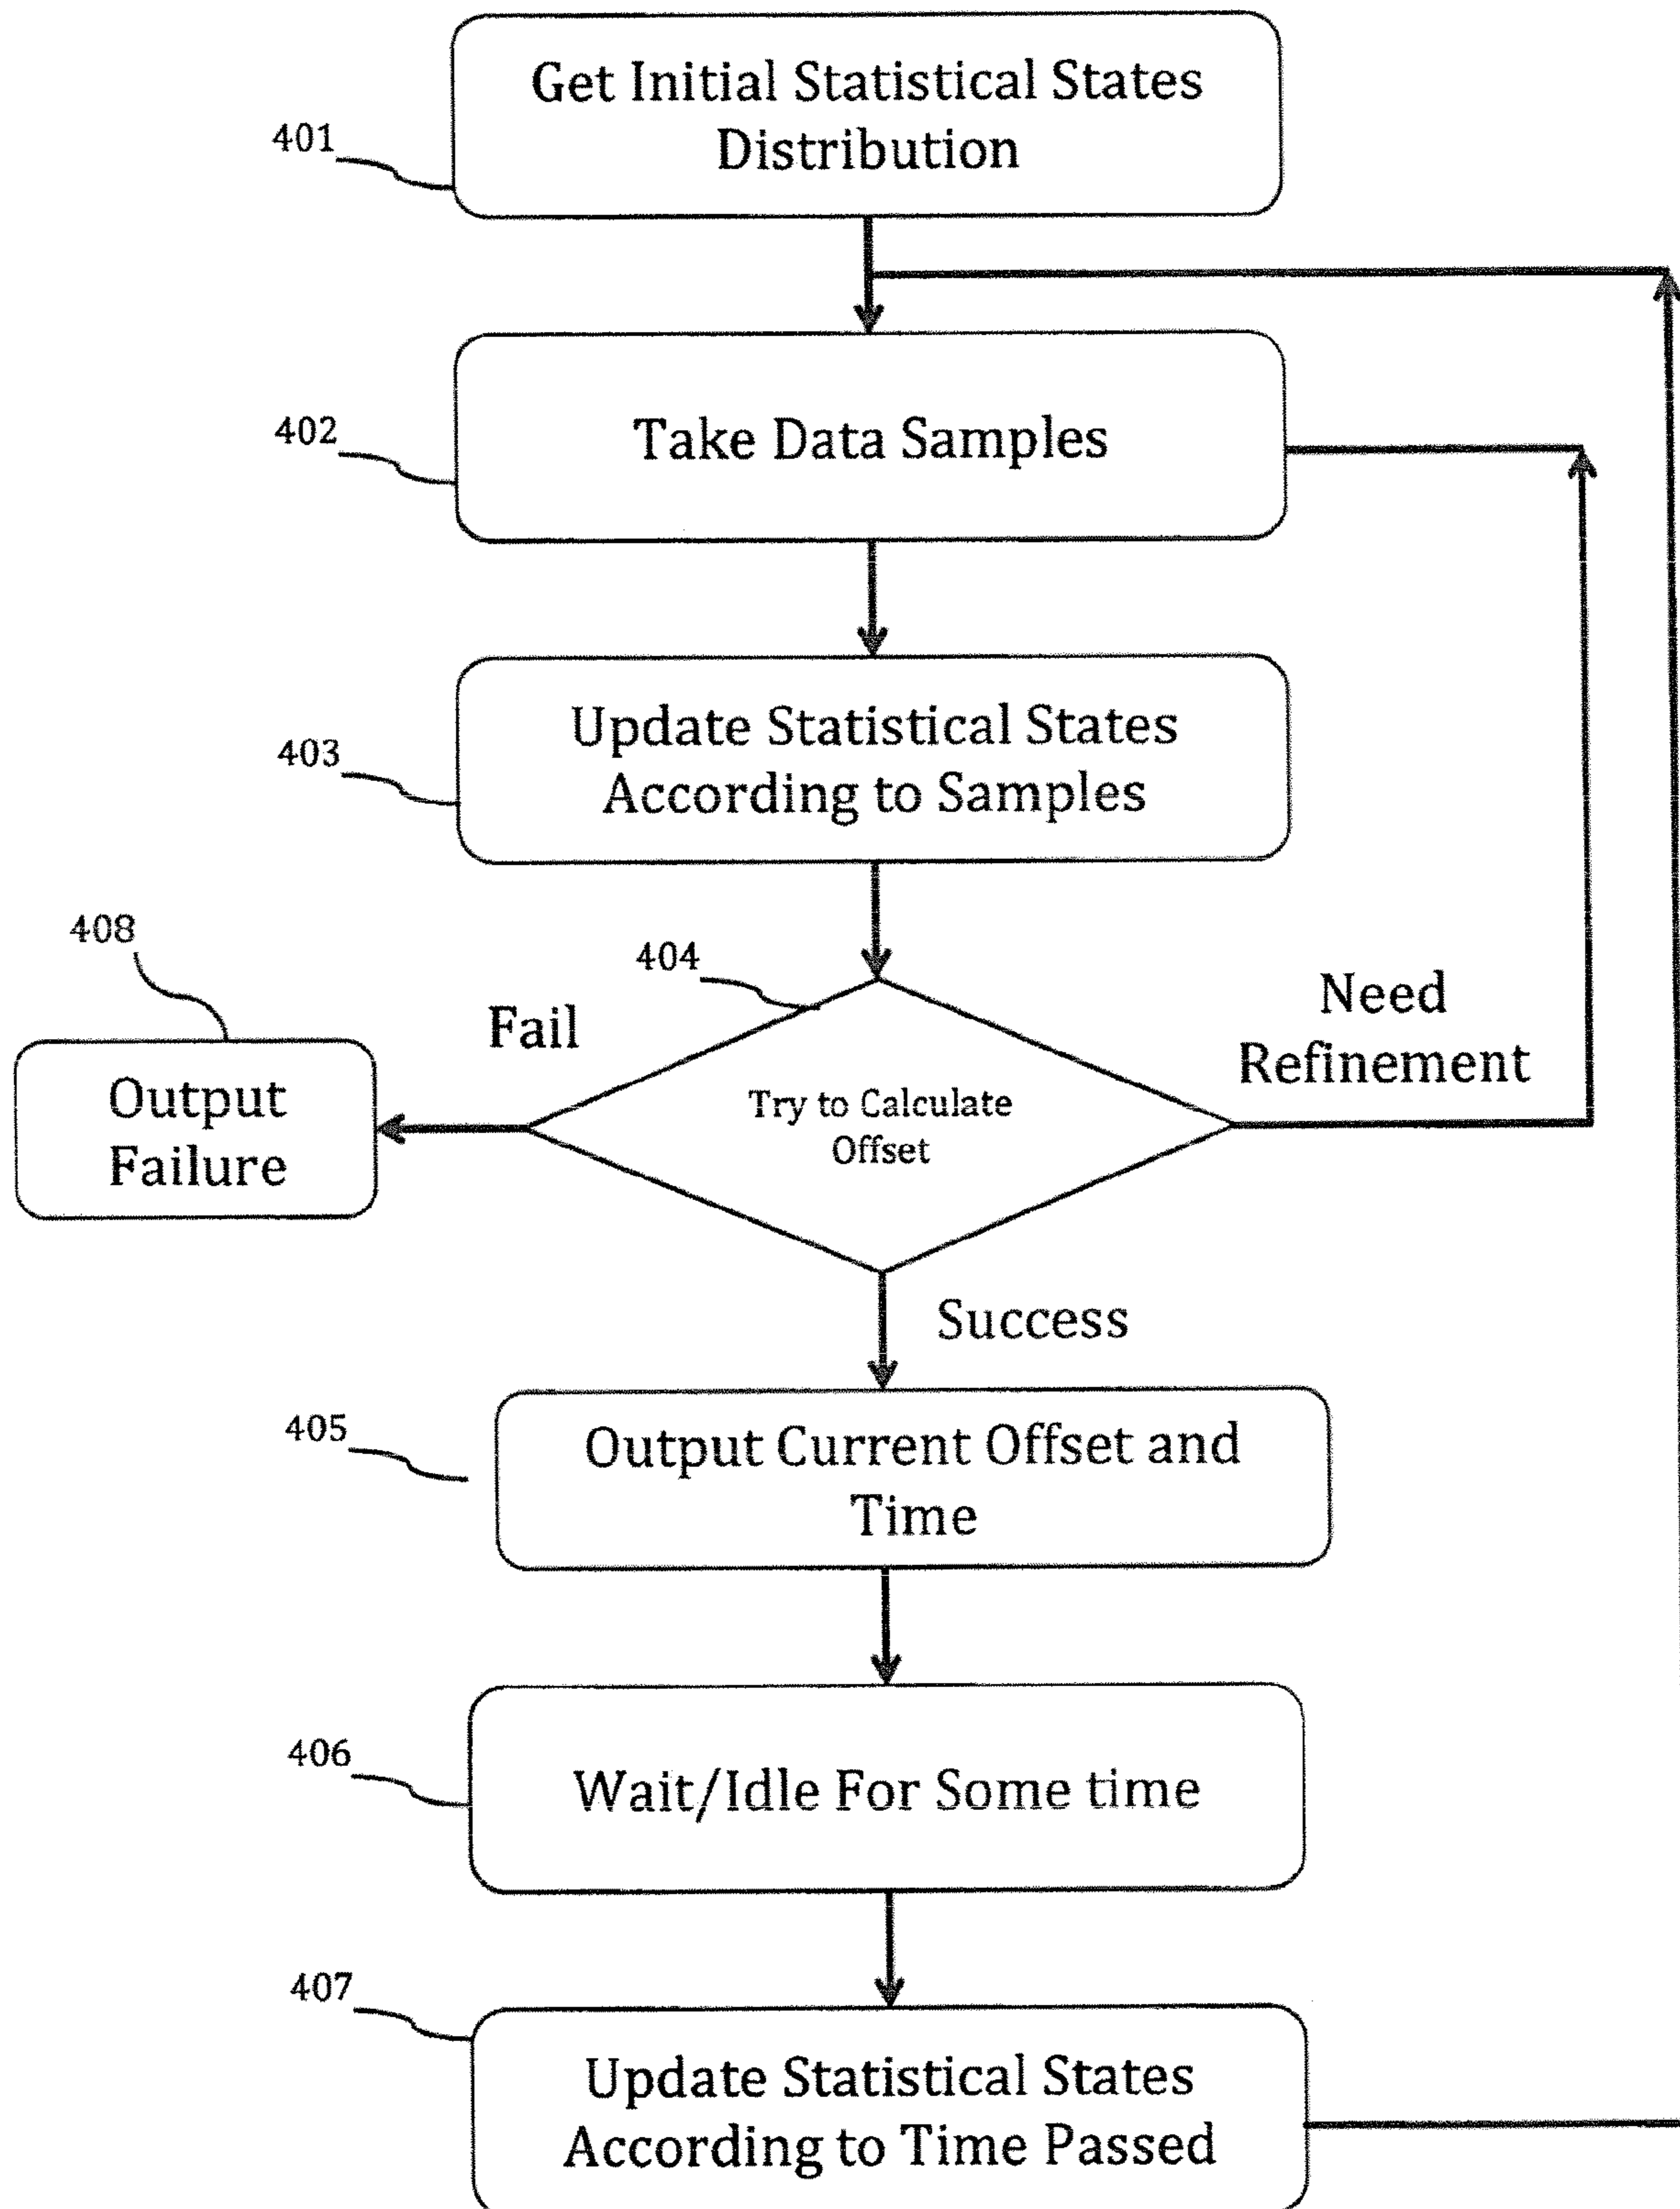 Get Initial Statistical States
Distribution
401
Take Data Samples
402
Update Statistical States
According to Samples
403
408
404
Fail
Need
Refinement
Output
Failure
Try to Calculate
Offset
Success
405
Output Current Offset and
Time
406
Wait/Idle For Some time
407
Update Statistical States
According to Time Passed